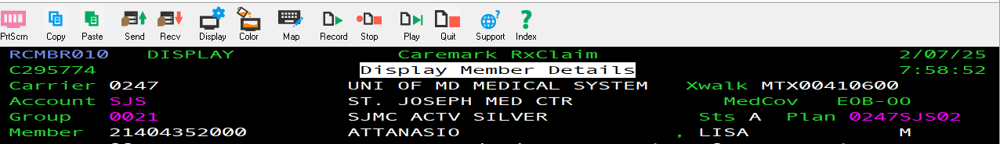 PrtScrn Copy Paste Send Recv Display Color Map Record Stop Play Quit Support Index
RCMBR010 DISPLAY Caremark RxClaim 2/07/25
C295774 Display Member Details 7:58:52
Carrier 0247 UNI OF MD MEDICAL SYSTEM Xwalk MTX00410600
Account SJS ST. JOSEPH MED CTR MedCov EOB-OO
Group 0021 SJMC ACTV SILVER Sts A Plan 0247SJS02
Member 21404352000 ATTANASIO , LISA M